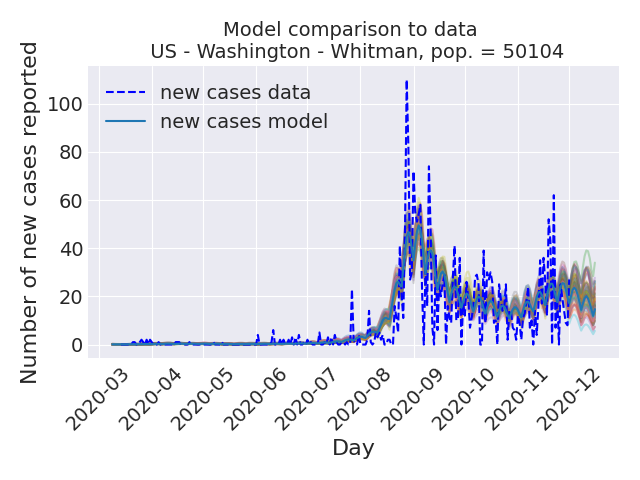 Model comparison to data
US - Washington - Whitman, pop. = 50104
Number of new cases reported
100
80
60
40
20
0
new cases data
new cases model
2020-03
2020-04
2020-05
2020-06
2020-07
2020-08
2020-09
2020-10
2020-11
2020-12
Day